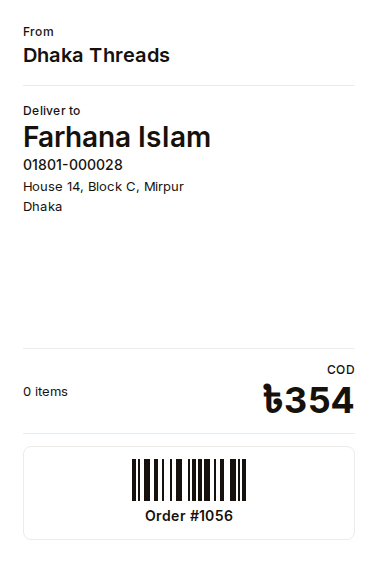 From
Dhaka Threads
Deliver to
Farhana Islam
01801-000028
House 14, Block C, Mirpur
Dhaka
COD
0 items
৳354
Order #1056